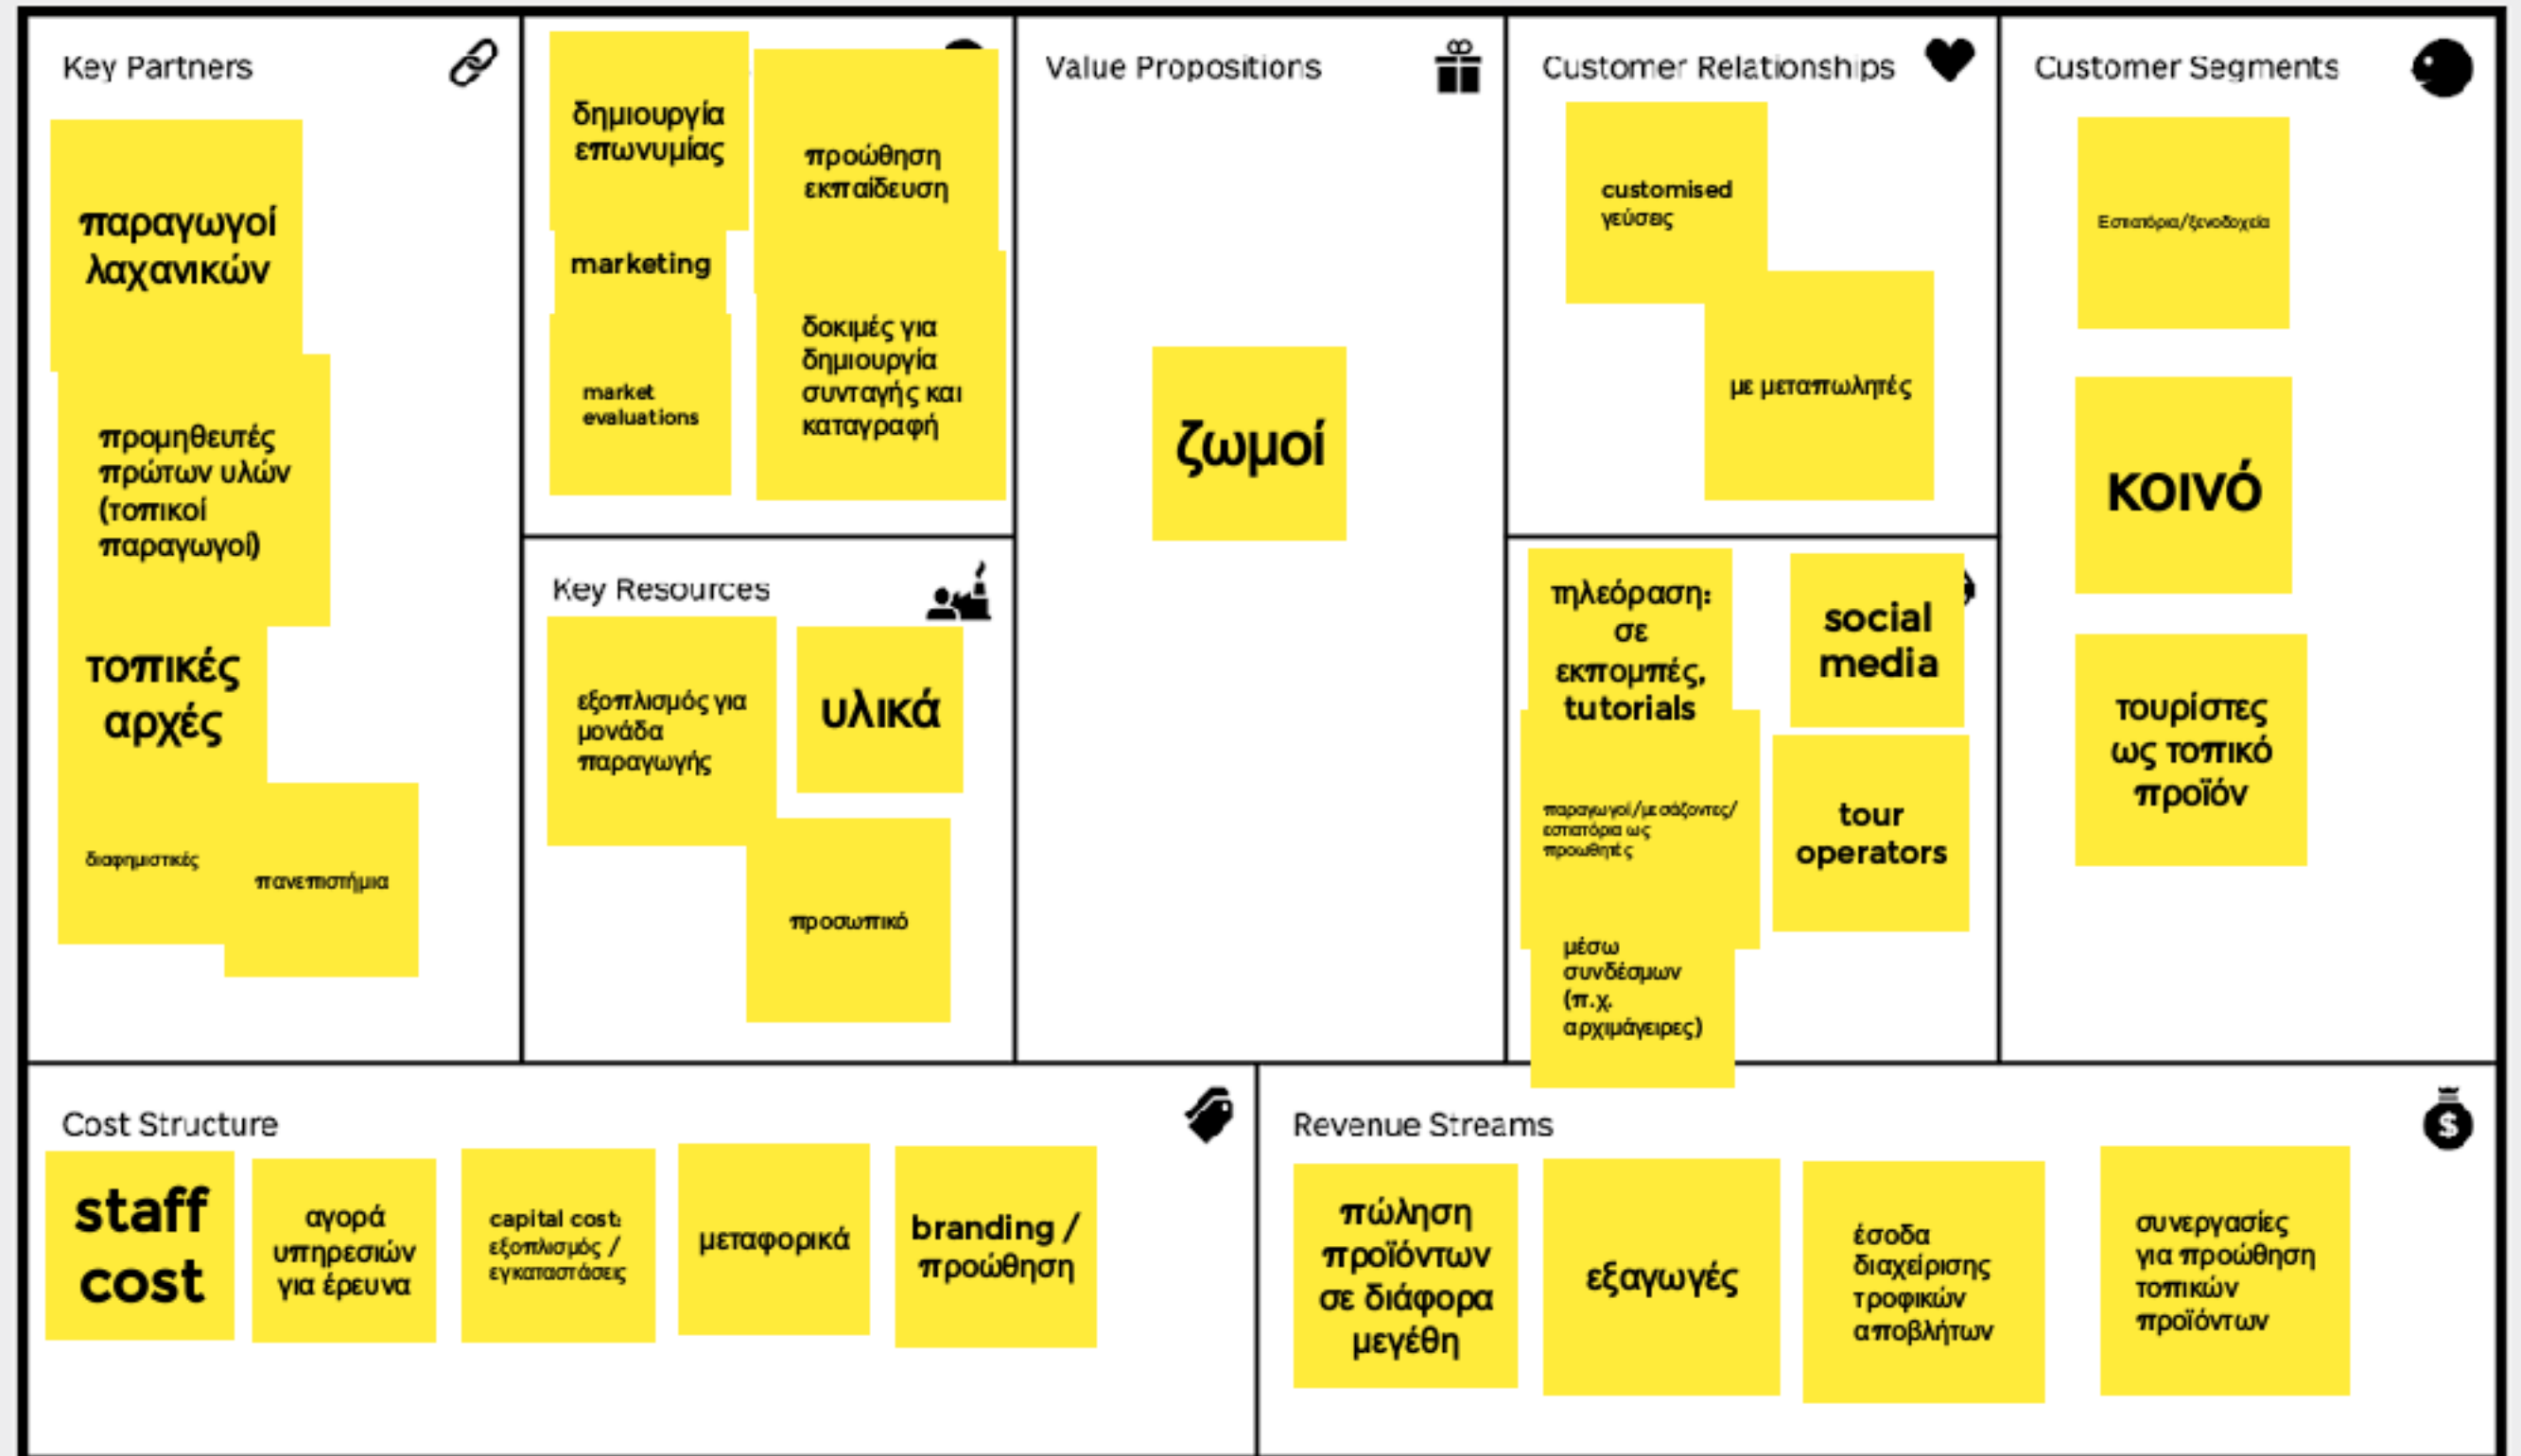 Key Partners
παραγωγοί
λαχανικών
προμηθευτές
πρώτων υλών
(τοπικοί
παραγωγοί)
τοπικές
αρχές
διαφημιστικές
πανεπιστήμια
δημιουργία
επωνυμίας
προώθηση
εκπαίδευση
marketing
market
evaluations
δοκιμές για
δημιουργία
συνταγής και
καταγραφή
Key Resources
εξοπλισμός για
μονάδα
παραγωγής
υλικά
προσωπικό
Value Propositions
ζωμοί
Customer Relationships
customised
γεύσεις
με μεταπωλητές
τηλεόραση:
σε
εκπομπές,
tutorials
social
media
παραγωγοί/μεσάζοντες/
εστιατόρια ως
προωθητές
tour
operators
μέσω
συνδέσμων
(π.χ.
αρχιμάγειρες)
Customer Segments
Εστιατόρια/ξενοδοχεία
κοινό
τουρίστες
ως τοπικό
προϊόν
Cost Structure
staff
cost
αγορά
υπηρεσιών
για έρευνα
capital cost:
εξοπλισμός /
εγκαταστάσεις
μεταφορικά
branding /
προώθηση
Revenue Streams
πώληση
προϊόντων
σε διάφορα
μεγέθη
εξαγωγές
έσοδα
διαχείρισης
τροφικών
αποβλήτων
συνεργασίες
για προώθηση
τοπικών
προϊόντων